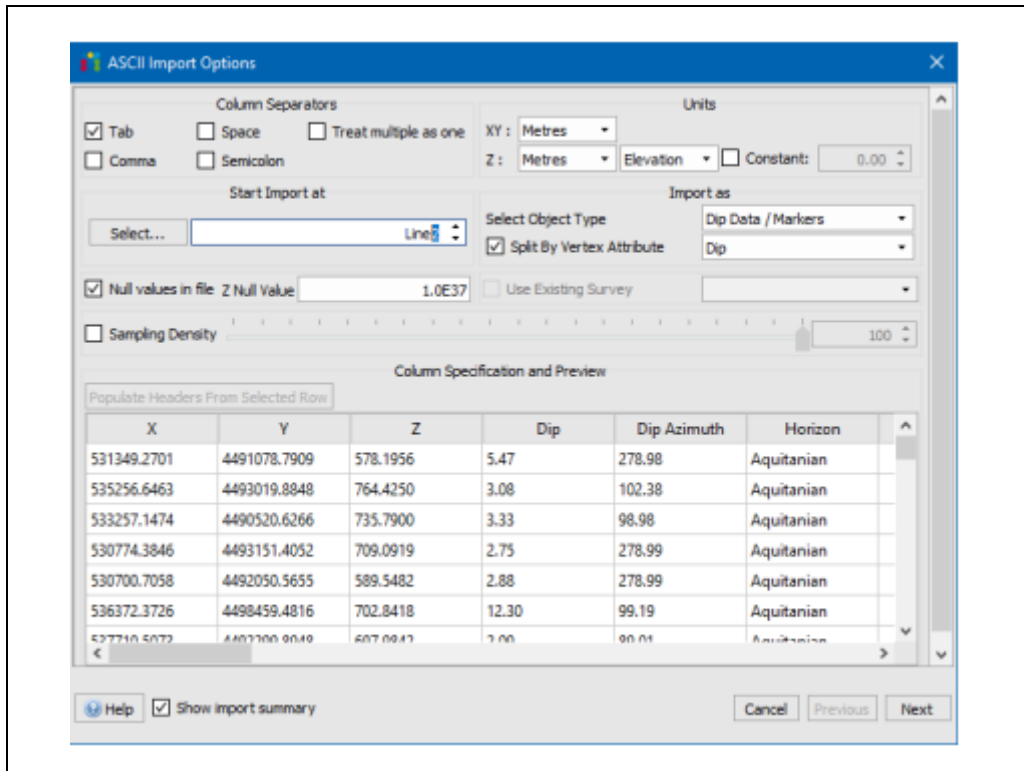 ASCII Import Options
Column Separators
Tab Space Treat multiple as one
Comma Semicolon
Units
XY : Metres
Z : Metres Elevation Constant: 0.00
Start Import at
Select... Line2
Import as
Select Object Type Dip Data / Markers
Split By Vertex Attribute Dip
Null values in file Z Null Value 1.0E37
Use Existing Survey
Sampling Density 100
Column Specification and Preview
Populate Headers From Selected Row
X Y Z Dip Dip Azimuth Horizon
531349.2701 4491078.7909 578.1956 5.47 278.98 Aquitanian
535256.6463 4493019.8848 764.4250 3.08 102.38 Aquitanian
533257.1474 4490520.6266 735.7900 3.33 98.98 Aquitanian
530774.3846 4493151.4052 709.0919 2.75 278.99 Aquitanian
530700.7058 4492050.5655 589.5482 2.88 278.99 Aquitanian
536372.3726 4498459.4816 702.8418 12.30 99.19 Aquitanian
Aquitanian
Help Show import summary Cancel Previous Next